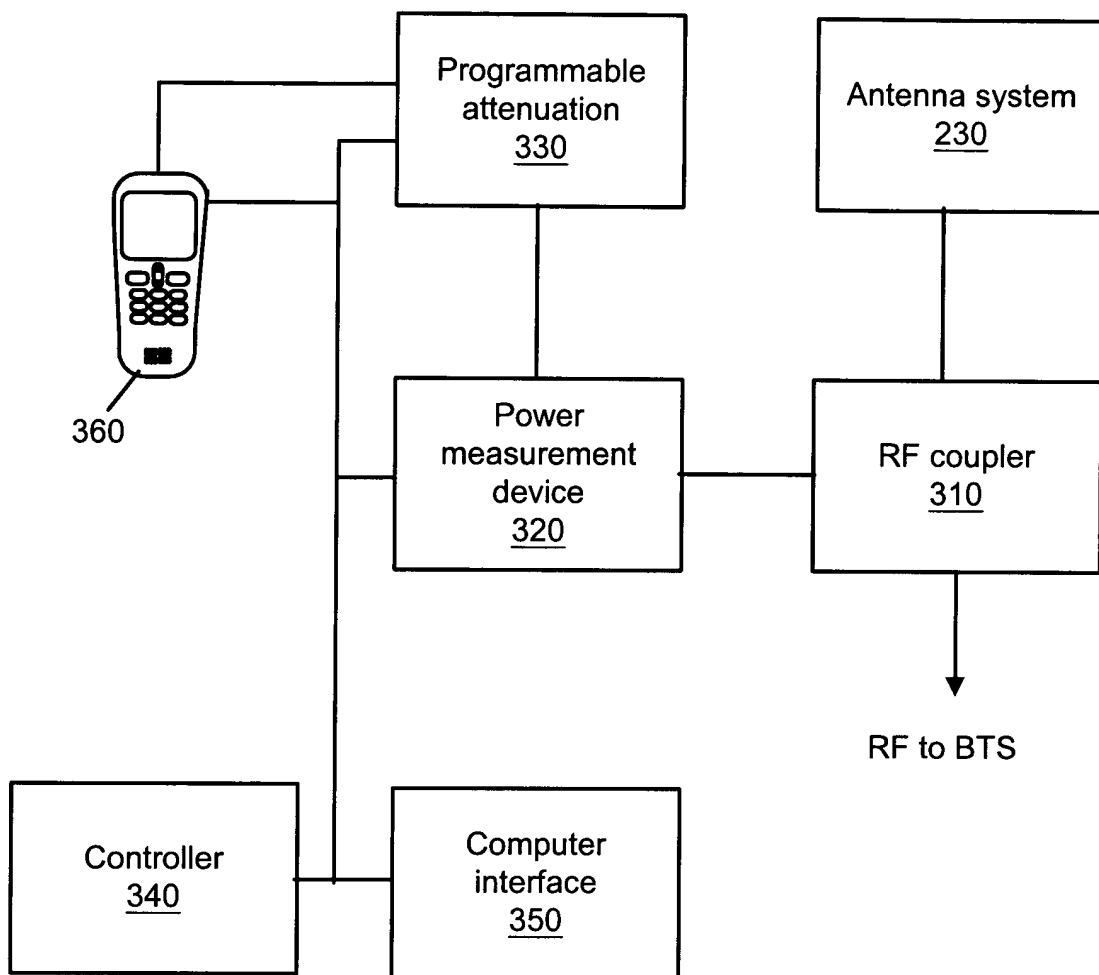 Programmable
attenuation
330
Antenna system
230
360
Power
measurement
device
320
RF coupler
310
RF to BTS
Controller
340
Computer
interface
350